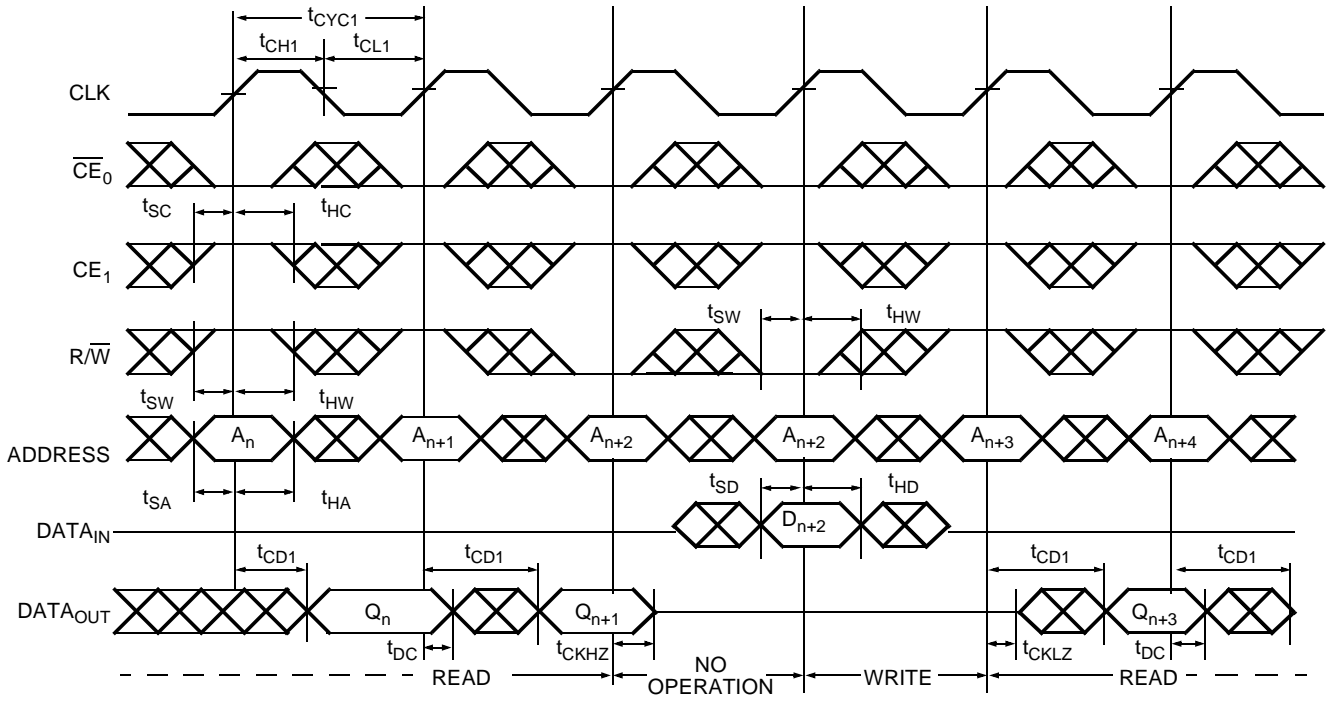 tCYC1
tCH1 tCL1
CLK
CE0
tSC tHC
CE1
tSW tHW
R/W
tSW tHW
An An+1 An+2 An+2 An+3 An+4
ADDRESS
tSA tHA tSD tHD
DATAIN Dn+2
tCD1 tCD1 tCD1 tCD1
DATAOUT Qn Qn+1 Qn+3
tDC tCKHZ tCKLZ tDC
READ NO OPERATION WRITE READ